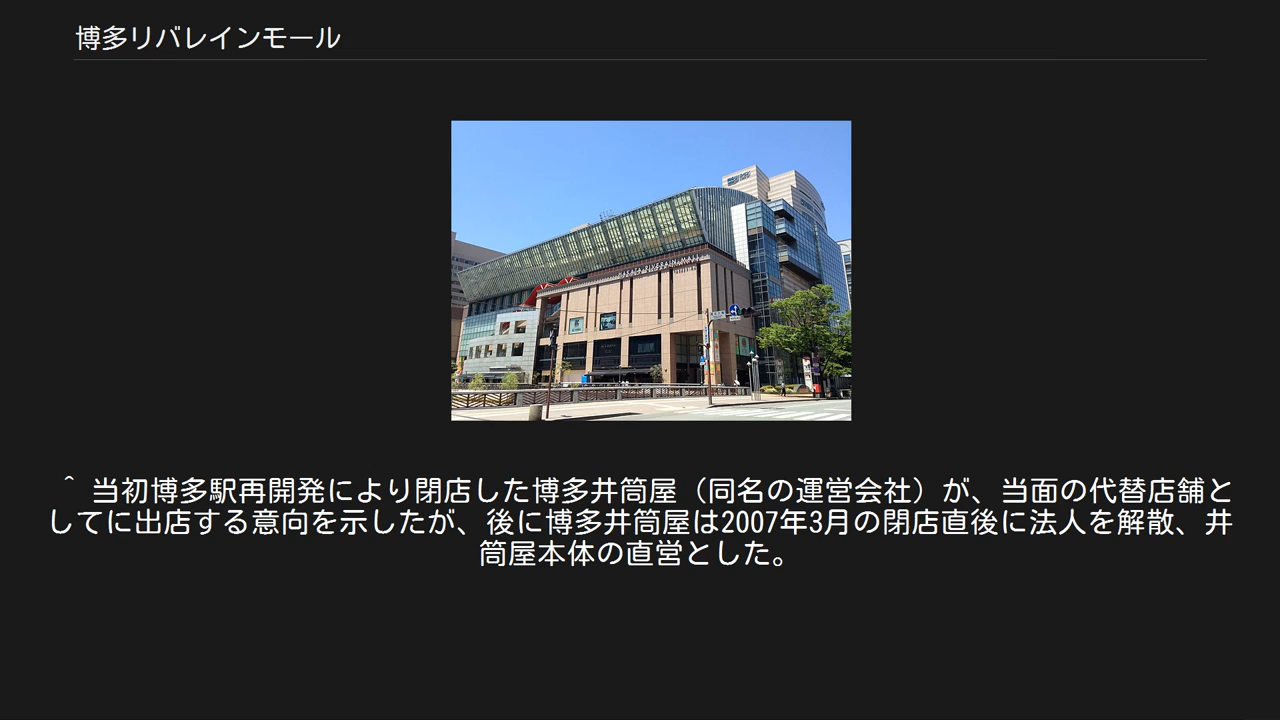 博多リバレインモール
HAKATA RIVERAIN MALL
^ 当初博多駅再開発により閉店した博多井筒屋（同名の運営会社）が、当面の代替店舗と
してに出店する意向を示したが、後に博多井筒屋は2007年3月の閉店直後に法人を解散、井
筒屋本体の直営とした。